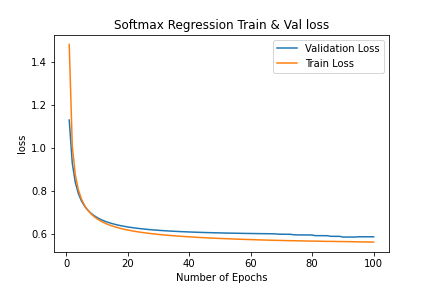 Softmax Regression Train & Val loss
Validation Loss
Train Loss
loss
1.4
1.2
1.0
0.8
0.6
0 20 40 60 80 100
Number of Epochs